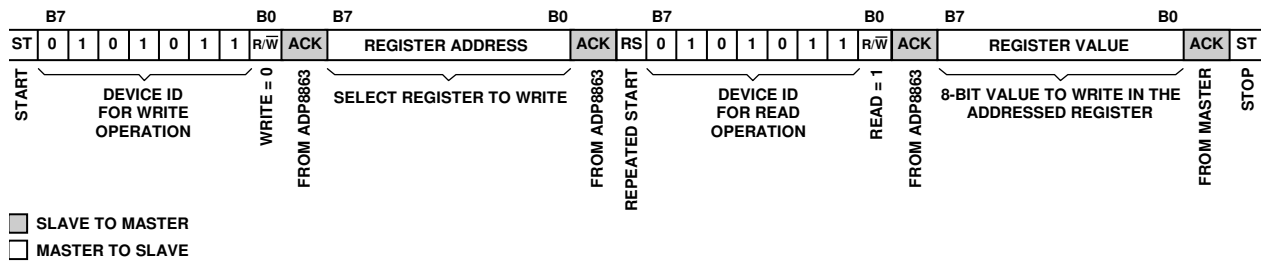 B7 B0 B7 B0 B7 B0
ST 0 1 0 1 0 1 1 R/W̅ ACK REGISTER ADDRESS ACK RS 0 1 0 1 0 1 1 R/W̅ ACK REGISTER VALUE ACK ST
START
DEVICE ID
FOR WRITE
OPERATION
WRITE = 0
FROM ADP8863
SELECT REGISTER TO WRITE
FROM ADP8863
REPEATED START
DEVICE ID
FOR READ
OPERATION
READ = 1
FROM ADP8863
8-BIT VALUE TO WRITE IN THE
ADDRESSED REGISTER
FROM MASTER
STOP
SLAVE TO MASTER
MASTER TO SLAVE